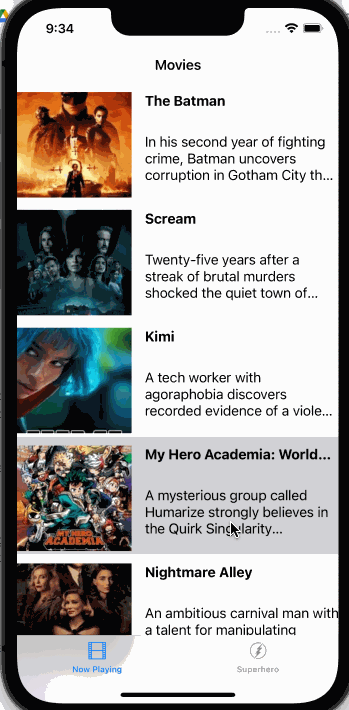 9:34
Movies
The Batman
In his second year of fighting
crime, Batman uncovers
corruption in Gotham City th...
Scream
Twenty-five years after a
streak of brutal murders
shocked the quiet town of...
Kimi
A tech worker with
agoraphobia discovers
recorded evidence of a viole...
My Hero Academia: World...
A mysterious group called
Humarize strongly believes in
the Quirk Singularity...
MY HERO
ACADEMIA
Nightmare Alley
An ambitious carnival man with
a talent for manipulating
Now Playing
Superhero